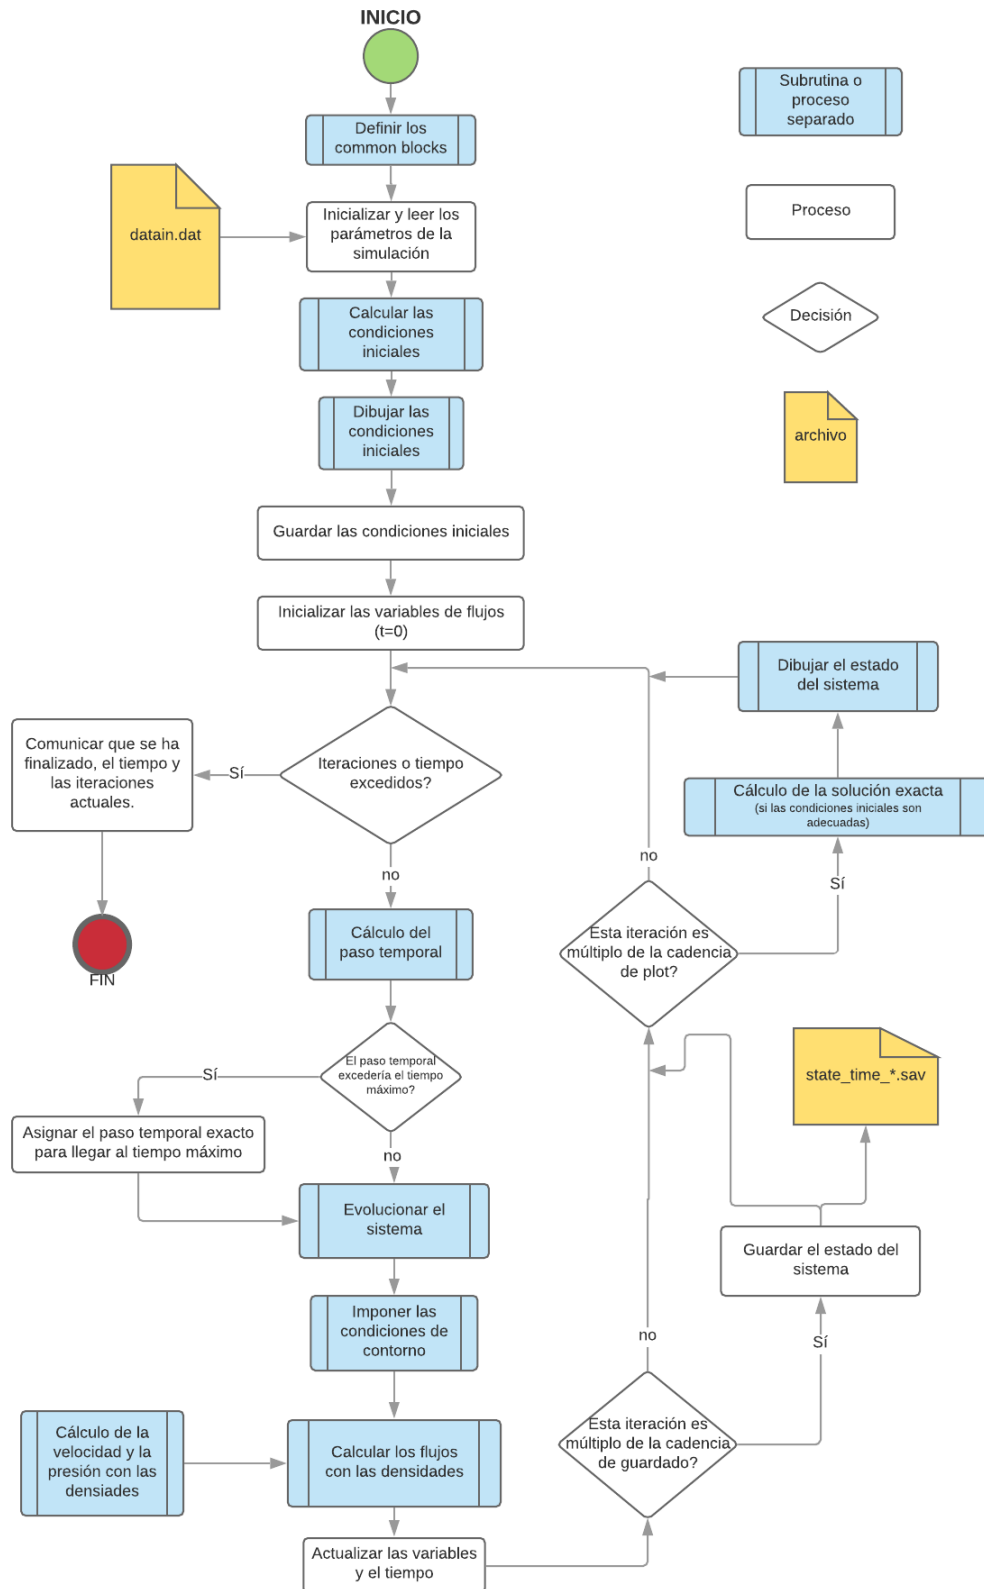 INICIO
Definir los
common blocks
datain.dat
Inicializar y leer los
parámetros de la
simulación
Calcular las
condiciones
iniciales
Dibujar las
condiciones
iniciales
Guardar las condiciones iniciales
Inicializar las variables de flujos
(t=0)
Iteraciones o tiempo
excedidos?
Sí
Comunicar que se ha
finalizado, el tiempo y
las iteraciones
actuales.
FIN
no
Cálculo del
paso temporal
El paso temporal
excedería el tiempo
máximo?
Sí
Asignar el paso temporal exacto
para llegar al tiempo máximo
no
Evolucionar el
sistema
Imponer las
condiciones de
contorno
Cálculo de la
velocidad y la
presión con las
densiades
Calcular los flujos
con las densidades
Actualizar las variables
y el tiempo
Esta iteración es
múltiplo de la cadencia
de guardado?
Sí
no
Guardar el estado del
sistema
state_time_*.sav
Esta iteración es
múltiplo de la cadencia
de plot?
Sí
no
Cálculo de la solución exacta
(si las condiciones iniciales son
adecuadas)
Dibujar el estado
del sistema
Subrutina o
proceso
separado
Proceso
Decisión
archivo